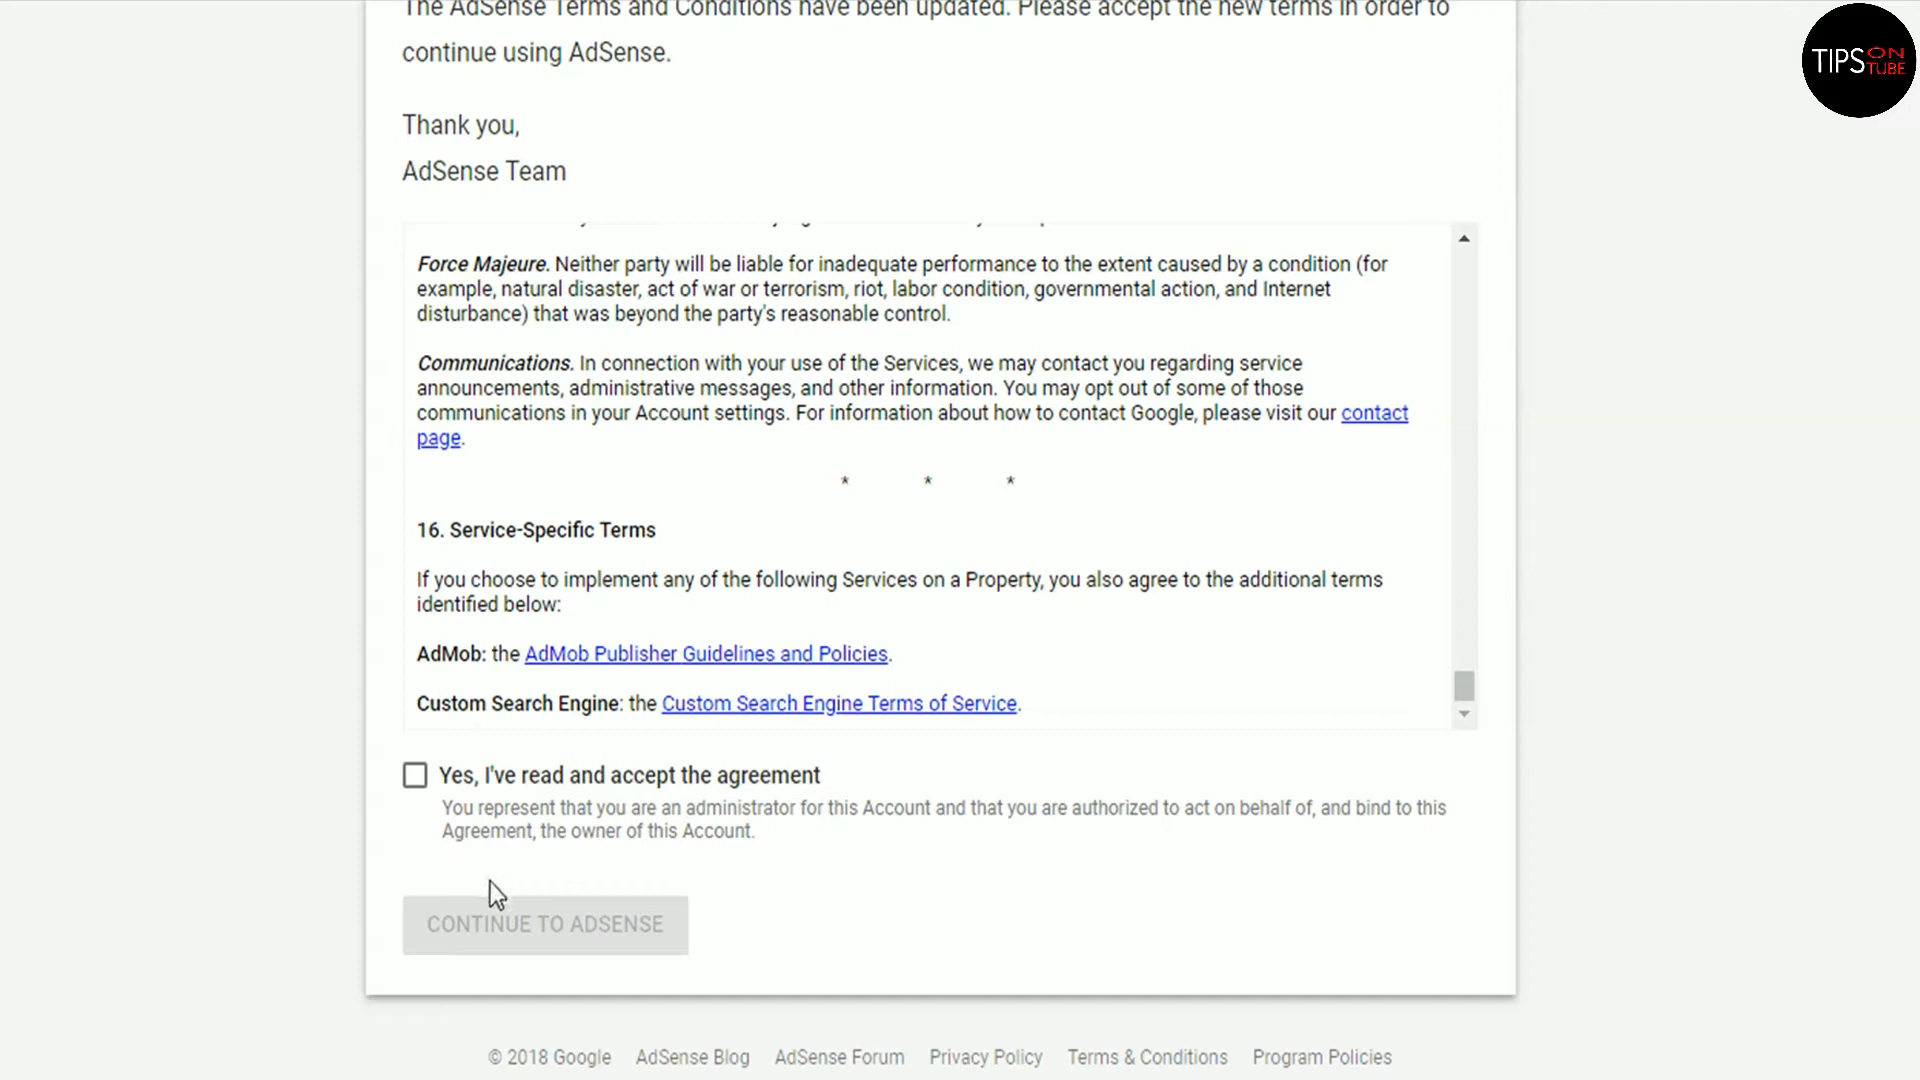 The AdSense Terms and Conditions have been updated. Please accept the new terms in order to
continue using AdSense.
TIPS ON TUBE
Thank you,
AdSense Team
Force Majeure. Neither party will be liable for inadequate performance to the extent caused by a condition (for
example, natural disaster, act of war or terrorism, riot, labor condition, governmental action, and Internet
disturbance) that was beyond the party's reasonable control.
Communications. In connection with your use of the Services, we may contact you regarding service
announcements, administrative messages, and other information. You may opt out of some of those
communications in your Account settings. For information about how to contact Google, please visit our contact
page.
* * *
16. Service-Specific Terms
If you choose to implement any of the following Services on a Property, you also agree to the additional terms
identified below:
AdMob: the AdMob Publisher Guidelines and Policies.
Custom Search Engine: the Custom Search Engine Terms of Service.
Yes, I've read and accept the agreement
You represent that you are an administrator for this Account and that you are authorized to act on behalf of, and bind to this
Agreement, the owner of this Account.
CONTINUE TO ADSENSE
© 2018 Google AdSense Blog AdSense Forum Privacy Policy Terms & Conditions Program Policies